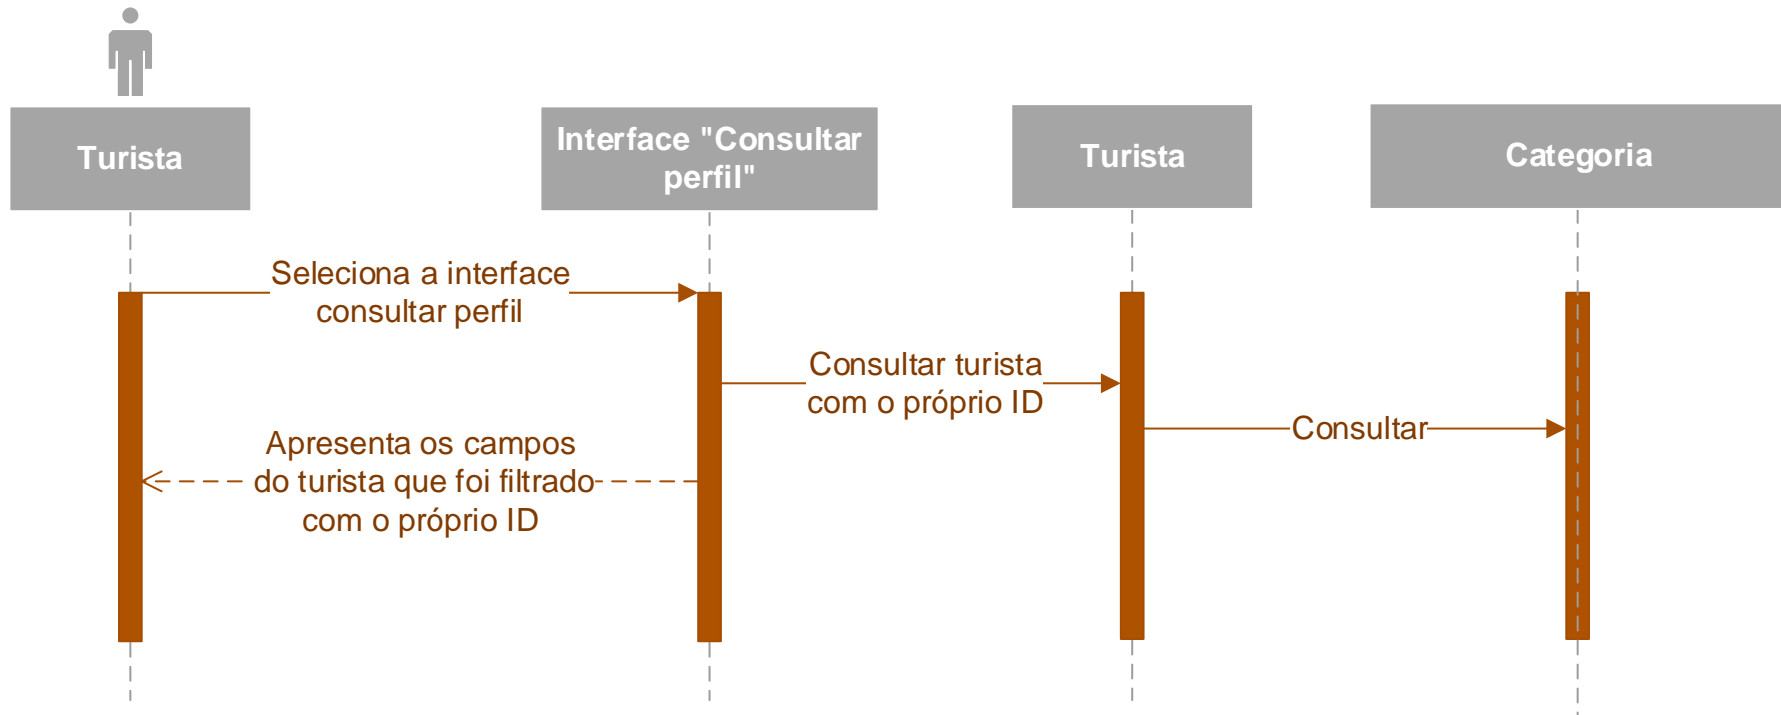 Turista
Interface "Consultar
perfil"
Turista
Categoria
Seleciona a interface
consultar perfil
Consultar turista
com o próprio ID
Consultar
Apresenta os campos
do turista que foi filtrado
com o próprio ID